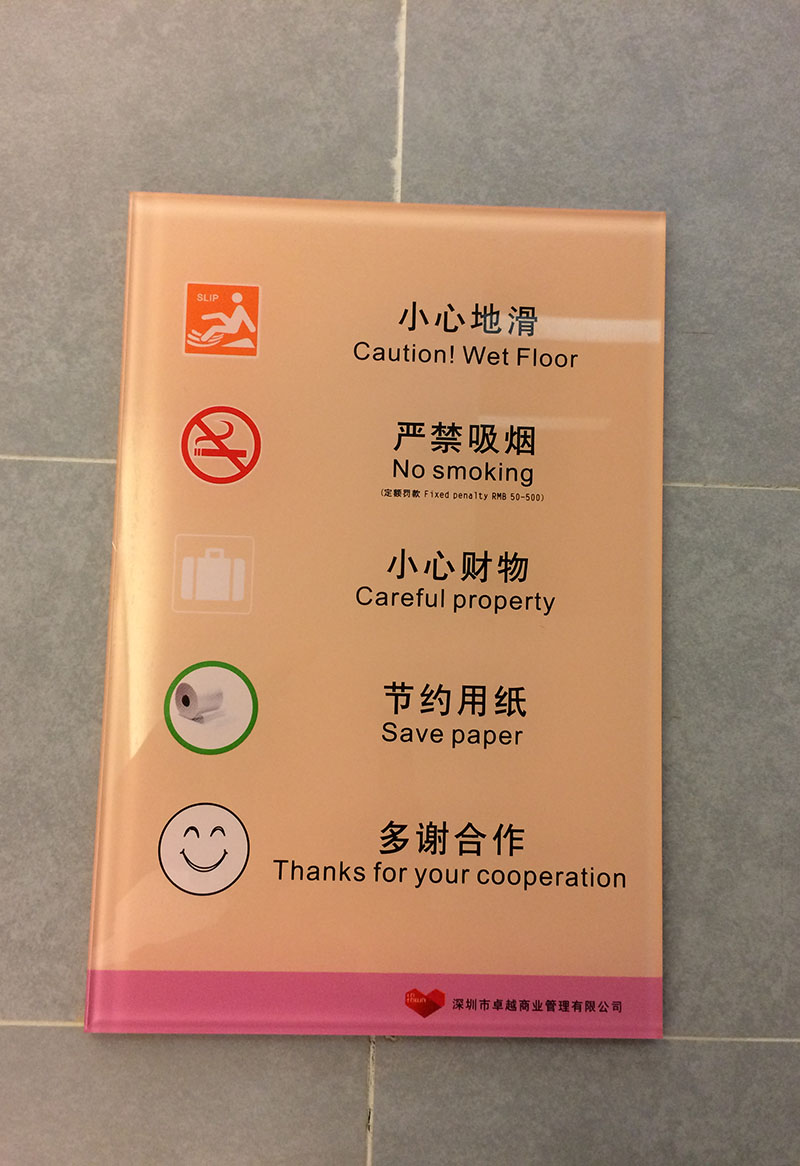 SLIP
小心地滑
Caution! Wet Floor
严禁吸烟
No smoking
(定额罚款 Fixed penalty RMB 50-500)
小心财物
Careful property
节约用纸
Save paper
多谢合作
Thanks for your cooperation
深圳市卓越商业管理有限公司